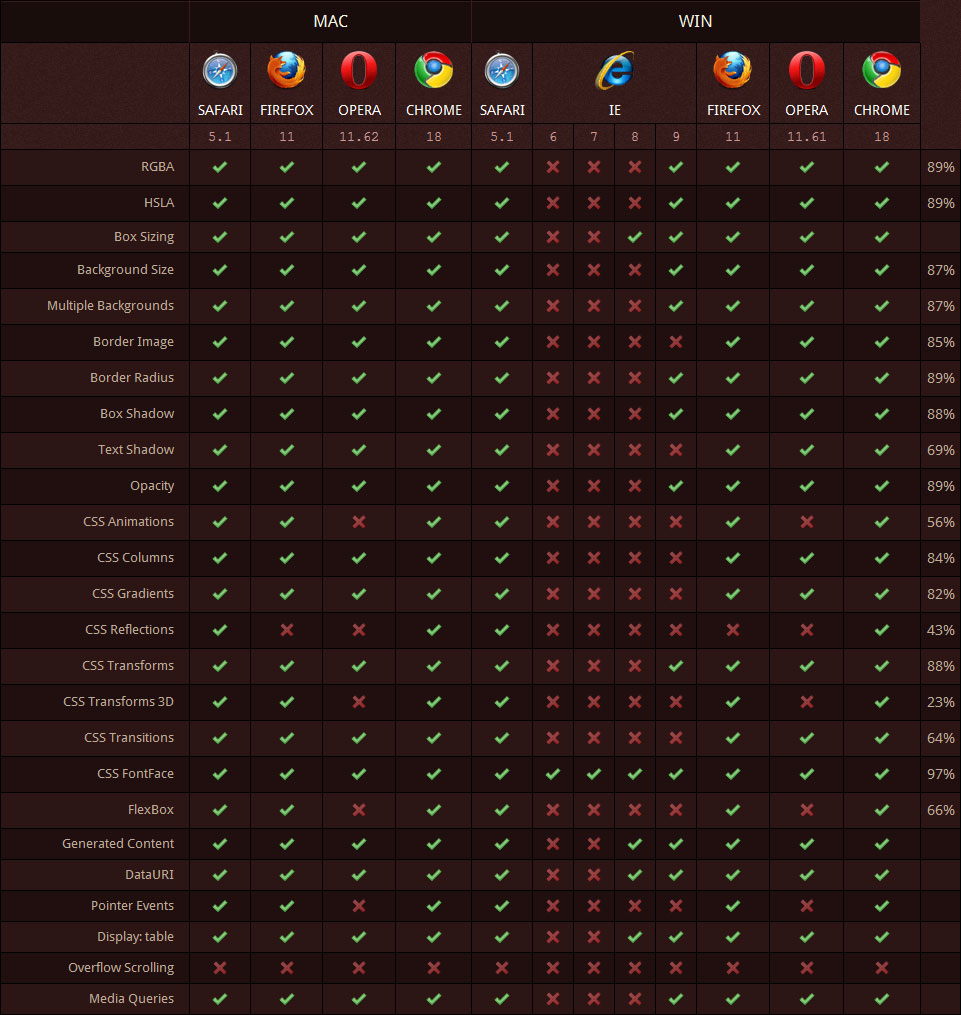 MAC WIN
SAFARI FIREFOX OPERA CHROME SAFARI IE FIREFOX OPERA CHROME
5.1 11 11.62 18 5.1 6 7 8 9 11 11.61 18
RGBA 89%
HSLA 89%
Box Sizing
Background Size 87%
Multiple Backgrounds 87%
Border Image 85%
Border Radius 89%
Box Shadow 88%
Text Shadow 69%
Opacity 89%
CSS Animations 56%
CSS Columns 84%
CSS Gradients 82%
CSS Reflections 43%
CSS Transforms 88%
CSS Transforms 3D 23%
CSS Transitions 64%
CSS FontFace 97%
FlexBox 66%
Generated Content
DataURI
Pointer Events
Display: table
Overflow Scrolling
Media Queries